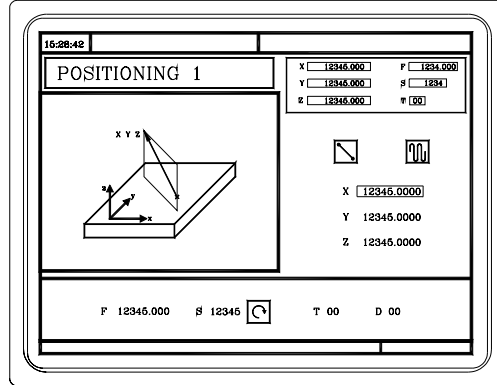 15:28:42
POSITIONING 1
X 12345.000 F 1234.000
Y 12345.000 S 1234
Z 12345.000 T 00
X Y Z
z
y
x
X 12345.0000
Y 12345.0000
Z 12345.0000
F 12345.000 S 12345 T 00 D 00